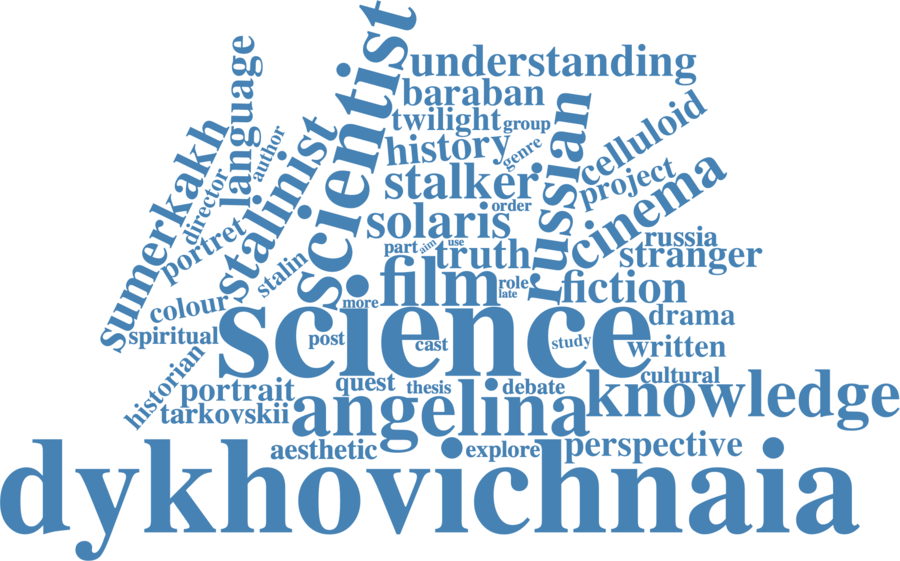 scientist
understanding
baraban
language
twilight
group
russian
celluloid
sumerkakh
author
stalinist
history
genre
director
stalker
project
cinema
portret
solaris
order
russia
part
aim
use
truth
stranger
stalin
film
role
late
fiction
colour
more
science
drama
spiritual
post
cast
study
written
historian
portrait
quest
thesis
debate
cultural
knowledge
tarkovskii
angelina
aesthetic
explore
perspective
dykhovichnaia